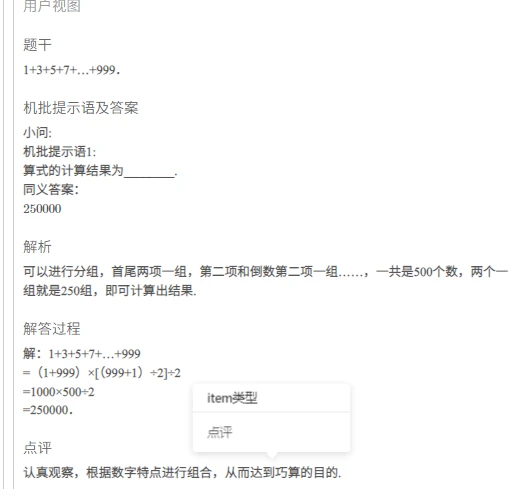 用户视图
题干
1+3+5+7+…+999.
机批提示语及答案
小问:
机批提示语1:
算式的计算结果为________.
同义答案:
250000
解析
可以进行分组，首尾两项一组，第二项和倒数第二项一组……，一共是500个数，两个一
组就是250组，即可计算出结果.
解答过程
解：1+3+5+7+…+999
=（1+999）×[（999+1）÷2]÷2
=1000×500÷2
=250000.
item类型
点评
点评
认真观察，根据数字特点进行组合，从而达到巧算的目的.